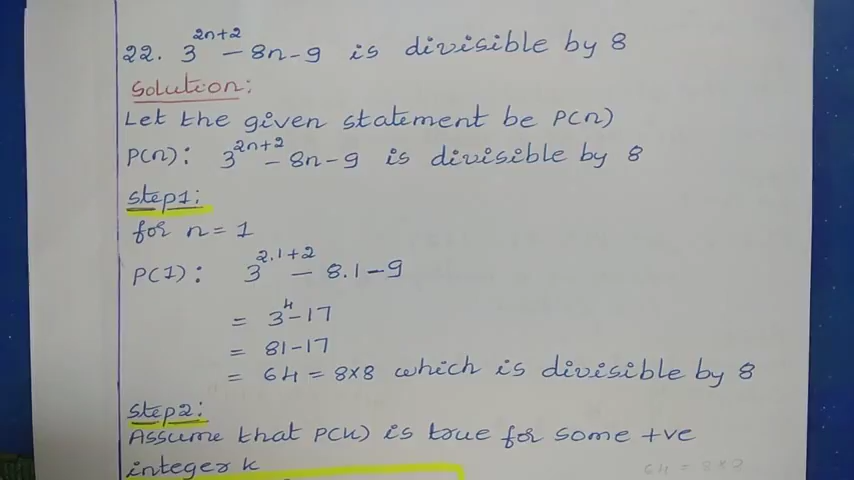 22. 3^{2n+2} - 8n - 9 is divisible by 8
Solution:
Let the given statement be P(n)
P(n): 3^{2n+2} - 8n - 9 is divisible by 8
Step1:
for n = 1
P(1): 3^{2.1+2} - 8.1 - 9
= 3^4 - 17
= 81 - 17
= 64 = 8×8 which is divisible by 8
Step2:
Assume that P(k) is true for some +ve
integer k